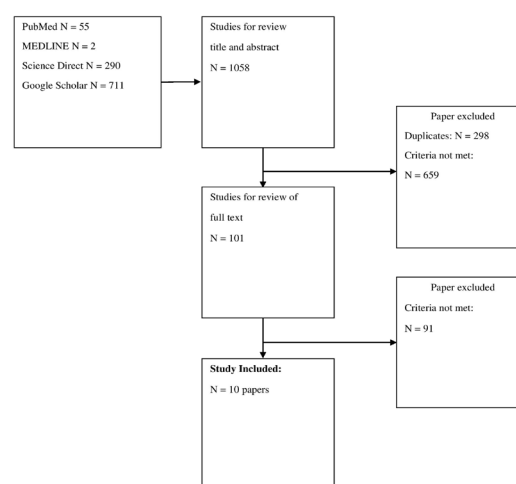 PubMed N = 55
MEDLINE N = 2
Science Direct N = 290
Google Scholar N = 711
Studies for review
title and abstract
N = 1058
Paper excluded
Duplicates: N = 298
Criteria not met:
N = 659
Studies for review of
full text
N = 101
Paper excluded
Criteria not met:
N = 91
Study Included:
N = 10 papers